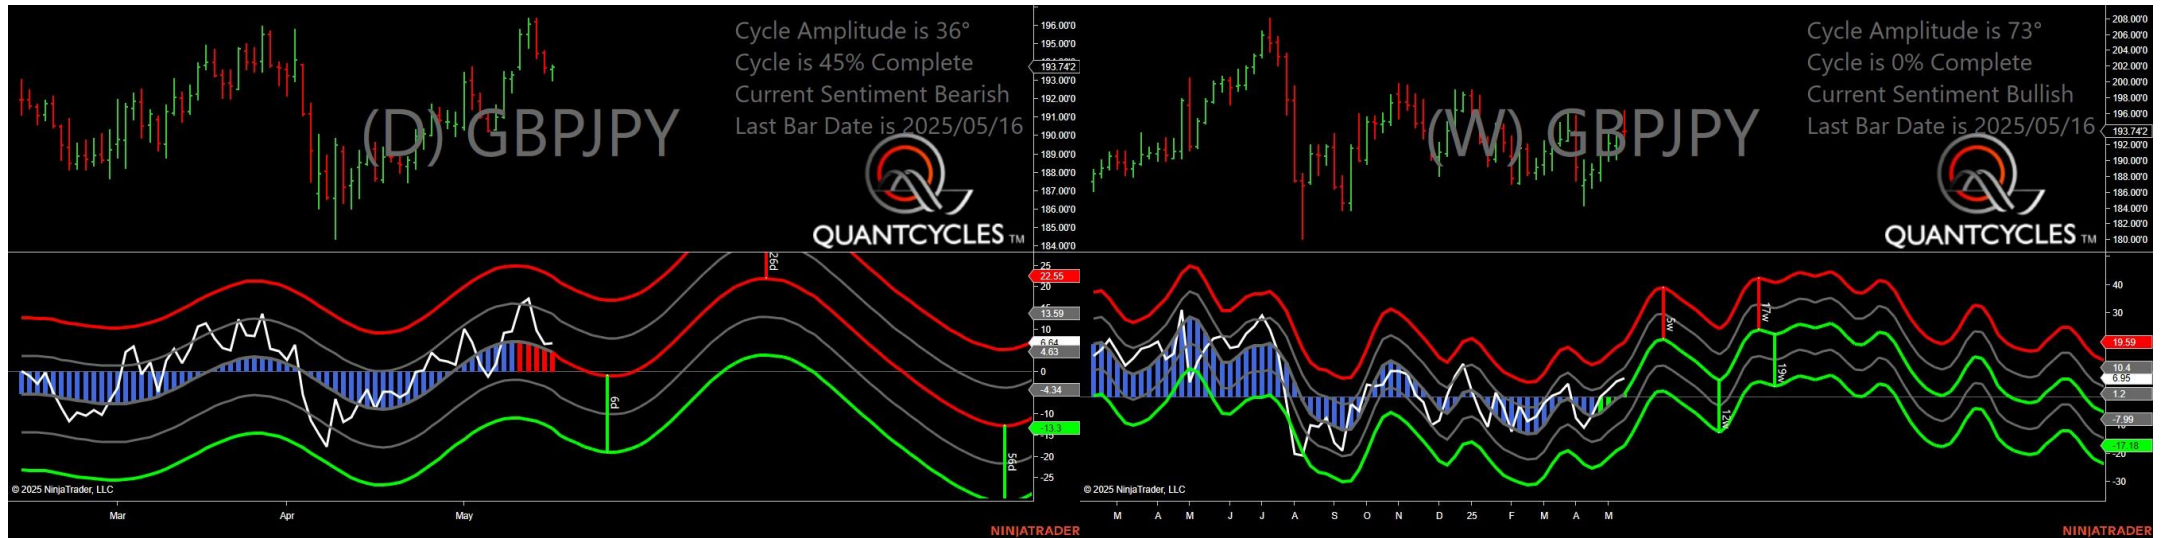 Cycle Amplitude is 36°
Cycle is 45% Complete
Current Sentiment Bearish
Last Bar Date is 2025/05/16
(D) GBPJPY
QUANTCYCLES TM
196.00'0
195.00'0
193.74'2
193.00'0
192.00'0
191.00'0
190.00'0
189.00'0
188.00'0
187.00'0
186.00'0
185.00'0
184.00'0
26d
6d
56d
25
22.55
20
15
13.59
10
6.64
4.63
0
-4.34
-10
-13.3
-15
-20
-25
© 2025 NinjaTrader, LLC
Mar
Apr
May
NINJATRADER
Cycle Amplitude is 73°
Cycle is 0% Complete
Current Sentiment Bullish
Last Bar Date is 2025/05/16
(W) GBPJPY
QUANTCYCLES TM
208.00'0
206.00'0
204.00'0
202.00'0
200.00'0
198.00'0
196.00'0
193.74'2
192.00'0
190.00'0
188.00'0
186.00'0
184.00'0
182.00'0
180.00'0
5w
17w
19w
12w
40
30
19.59
10.4
6.95
1.2
-7.99
-17.18
-20
-30
© 2025 NinjaTrader, LLC
M A M J J A S O N D 25 F M A M
NINJATRADER